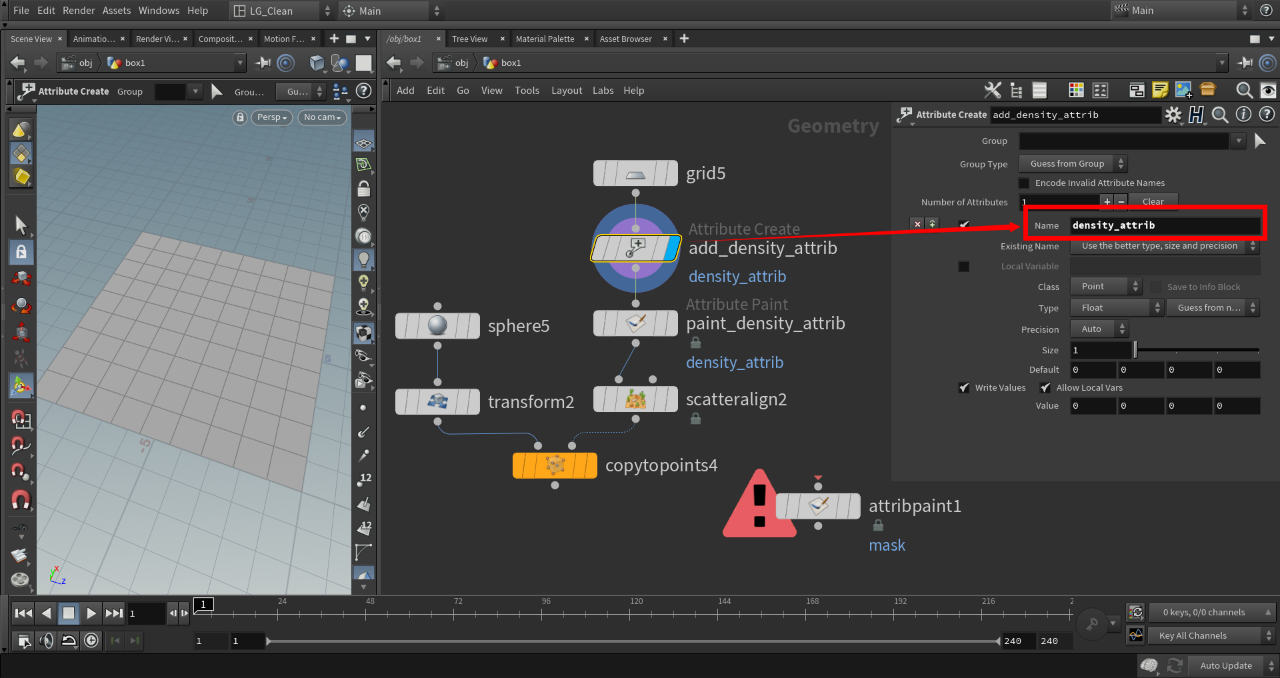 File Edit Render Assets Windows Help LG_Clean Main Main
Scene View Animatio... Render Vi... Composit... Motion F... /obj/box1 Tree View Material Palette Asset Browser
obj box1 obj box1
Attribute Create Group Grou... Gu... Add Edit Go View Tools Layout Labs Help
Persp No cam
Geometry
Attribute Create add_density_attrib
Group
Group Type Guess from Group
Encode Invalid Attribute Names
Number of Attributes 1 Clear
Name density_attrib
Existing Name Use the better type, size and precision
Local Variable
Class Point Save to Info Block
Type Float Guess from n...
Precision Auto
Size 1
Default 0 0 0 0
Write Values Allow Local Vars
Value 0 0 0 0
grid5
Attribute Create
add_density_attrib
density_attrib
Attribute Paint
paint_density_attrib
density_attrib
sphere5
transform2
scatteralign2
copytopoints4
attribpaint1
mask
-5
12
12
x z
1 1 24 48 72 96 120 144 168 192 216 2
0 keys, 0/0 channels
1 1 240 240 Key All Channels
Auto Update